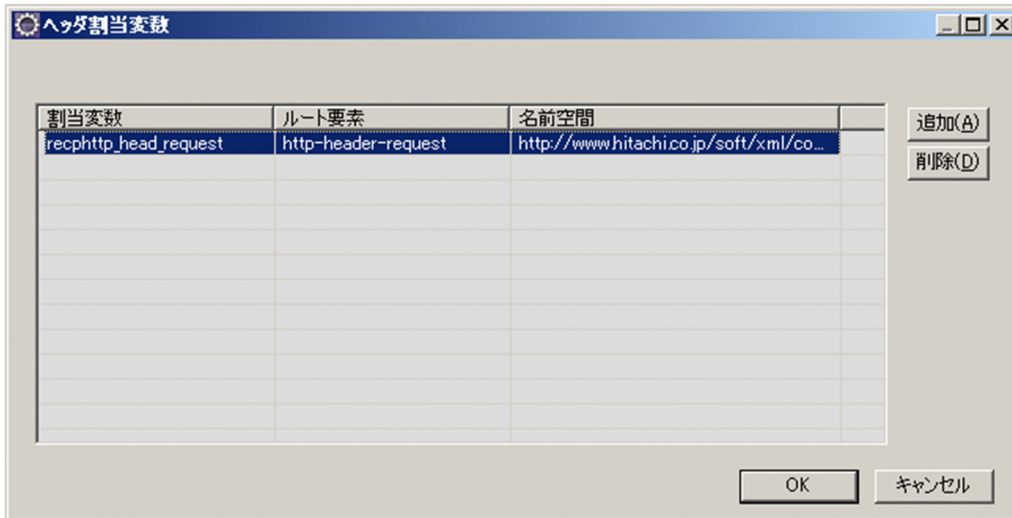 ヘッダ割当変数
割当変数 ルート要素 名前空間
recphttp_head_request http-header-request http://www.hitachi.co.jp/soft/xml/co...
追加(A)
削除(D)
OK キャンセル